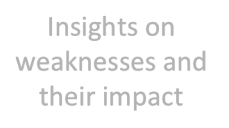 Insights on
weaknesses and
their impact